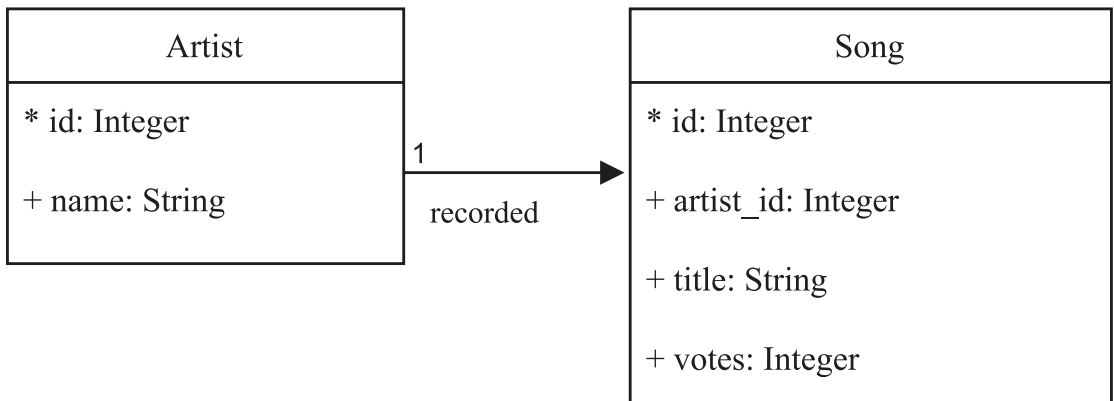 Artist
* id: Integer
+ name: String
1
recorded
Song
* id: Integer
+ artist_id: Integer
+ title: String
+ votes: Integer